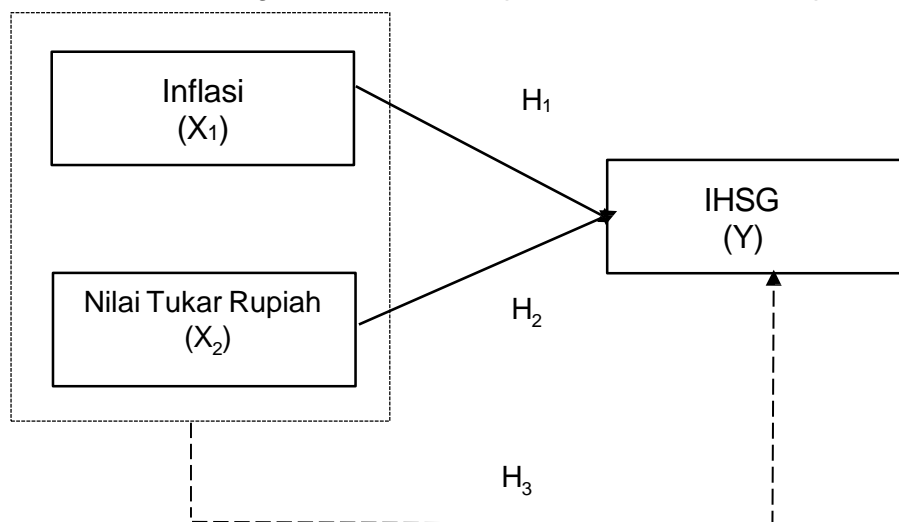 Inflasi
(X₁)
H₁
IHSG
(Y)
Nilai Tukar Rupiah
(X₂)
H₂
H₃